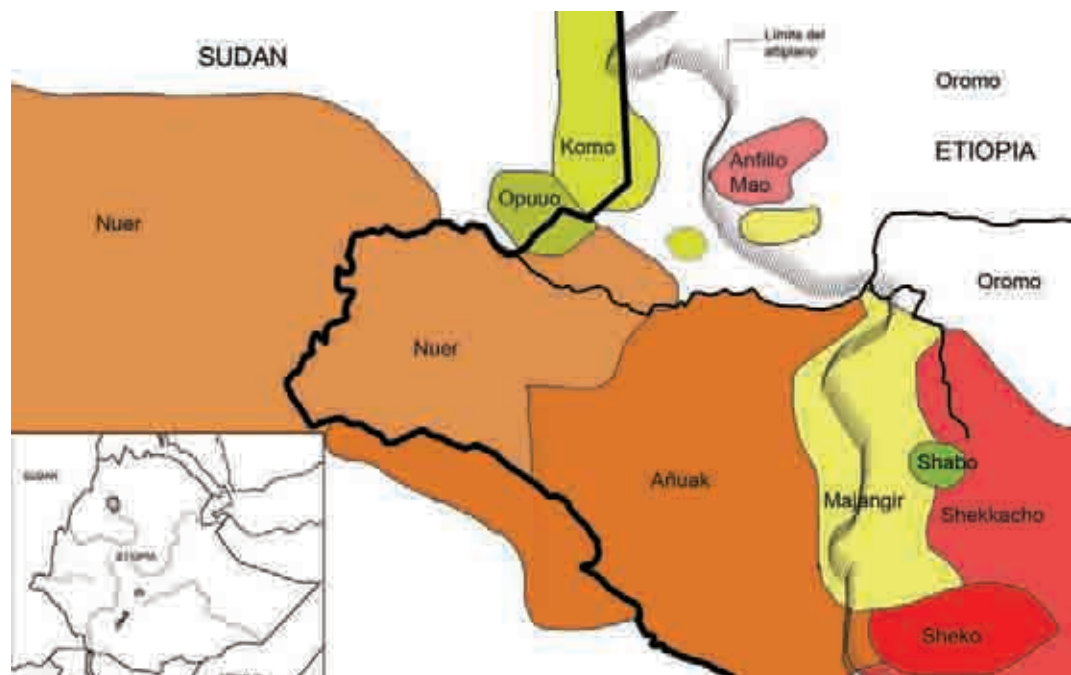 SUDAN
Límite del
altiplano
Oromo
ETIOPIA
Komo
Anfillo
Mao
Opuuo
Nuer
Oromo
Nuer
Añuak
Majangir
Shabo
Shekkacho
Sheko
SUDAN
ETIOPIA